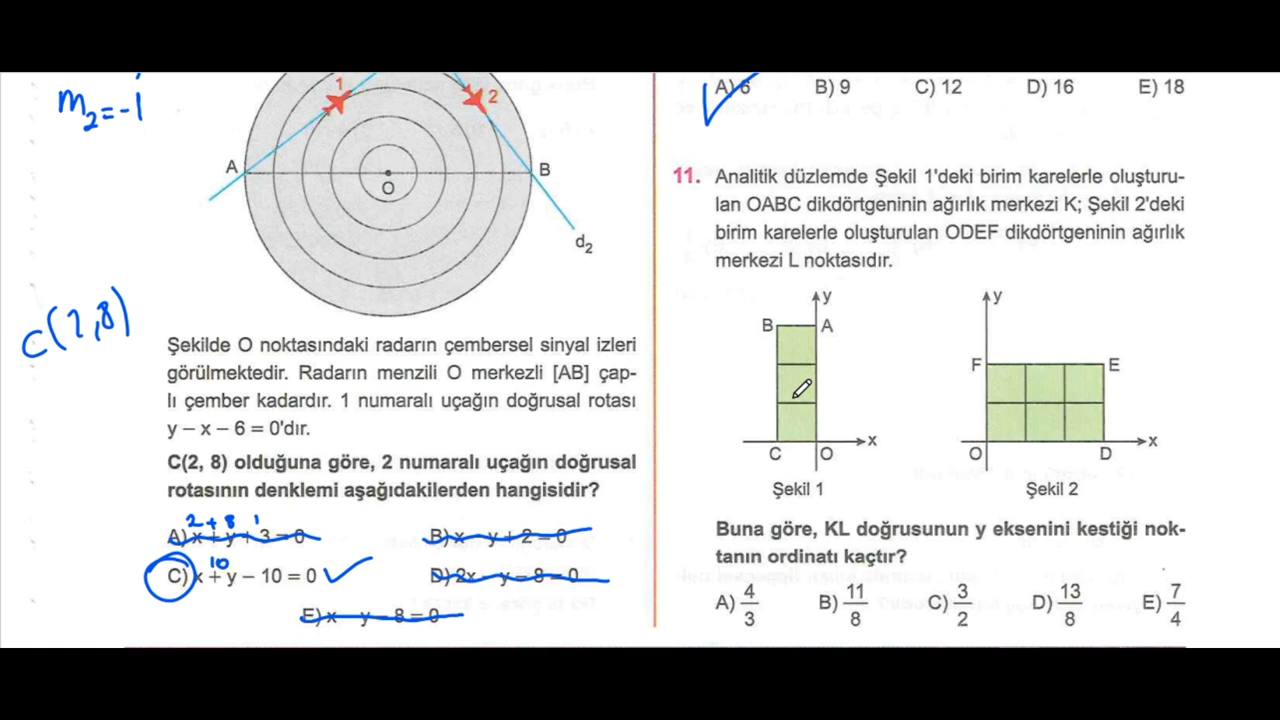 m2=-1
1
2
A
B
O
d2
C(2,8)
Şekilde O noktasındaki radarın çembersel sinyal izleri
görülmektedir. Radarın menzili O merkezli [AB] çap-
lı çember kadardır. 1 numaralı uçağın doğrusal rotası
y – x – 6 = 0'dır.
C(2, 8) olduğuna göre, 2 numaralı uçağın doğrusal
rotasının denklemi aşağıdakilerden hangisidir?
2+8
A) x + y + 3 = 0 B) x – y + 2 = 0
10
C) x + y – 10 = 0 D) 2x – y – 8 = 0
E) x – y – 8 = 0
A) 6 B) 9 C) 12 D) 16 E) 18
11. Analitik düzlemde Şekil 1'deki birim karelerle oluşturu-
lan OABC dikdörtgeninin ağırlık merkezi K; Şekil 2'deki
birim karelerle oluşturulan ODEF dikdörtgeninin ağırlık
merkezi L noktasıdır.
y y
B A
F E
x x
C O O D
Şekil 1 Şekil 2
Buna göre, KL doğrusunun y eksenini kestiği nok-
tanın ordinatı kaçtır?
A) 4/3 B) 11/8 C) 3/2 D) 13/8 E) 7/4